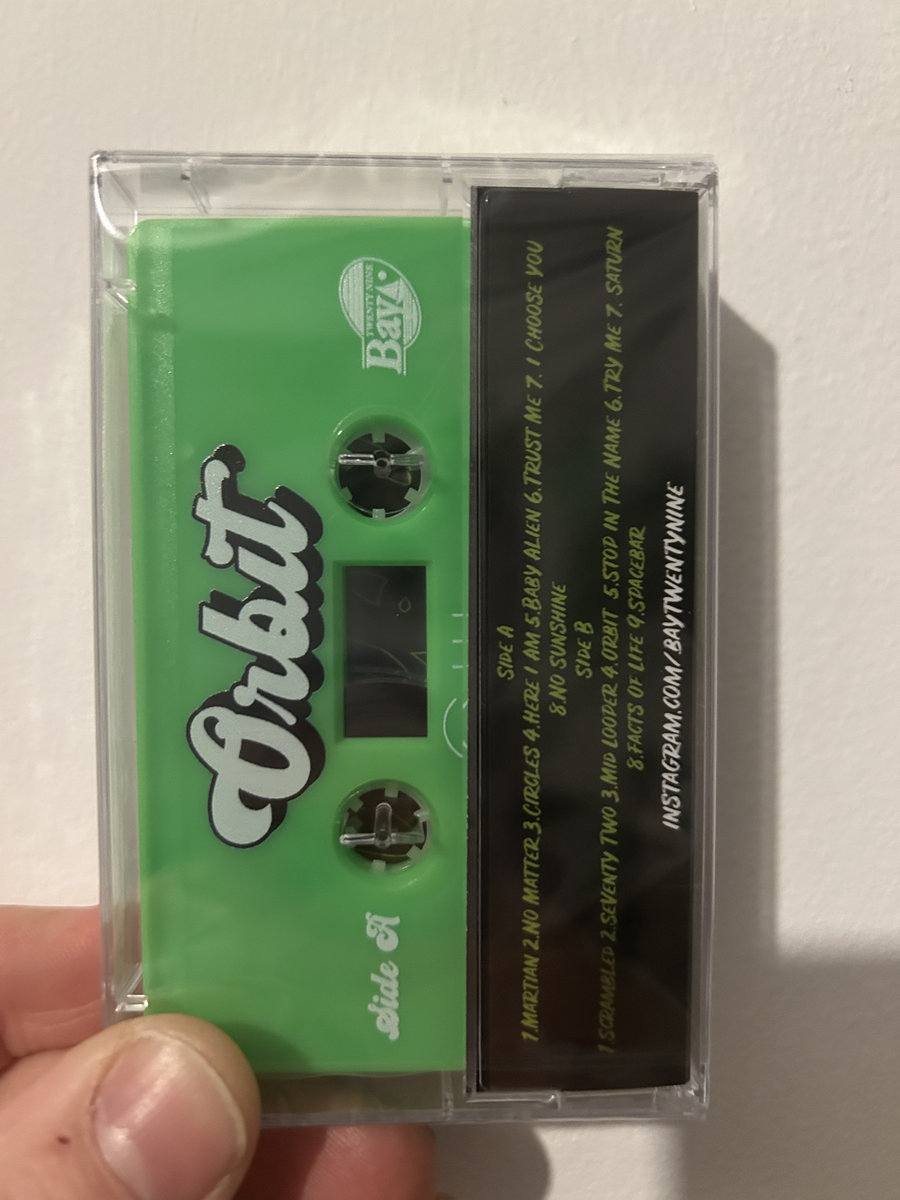 Orbit
Side A
Bay
TWENTY NINE
SIDE A
1.MARTIAN 2.NO MATTER 3.CIRCLES 4.HERE I AM 5.BABY ALIEN 6.TRUST ME 7. I CHOOSE YOU
8.NO SUNSHINE
SIDE B
1.SCRAMBLED 2.SEVENTY TWO 3.MID LOOPER 4.ORBIT 5.STOP IN THE NAME 6.TRY ME 7. SATURN
8.FACTS OF LIFE 9.SPACEBAR
INSTAGRAM.COM/BAYTWENTYNINE